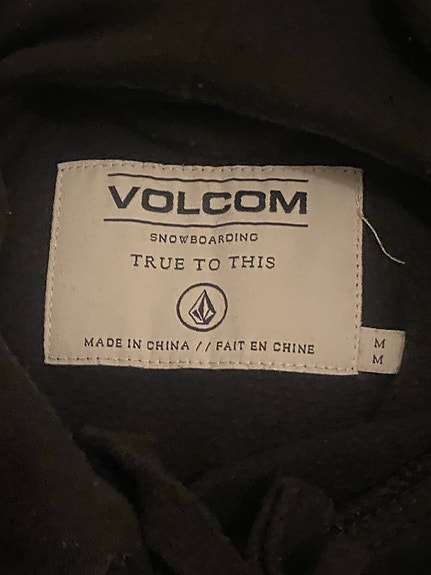 VOLCOM
SNOWBOARDING
TRUE TO THIS
MADE IN CHINA // FAIT EN CHINE
M
M